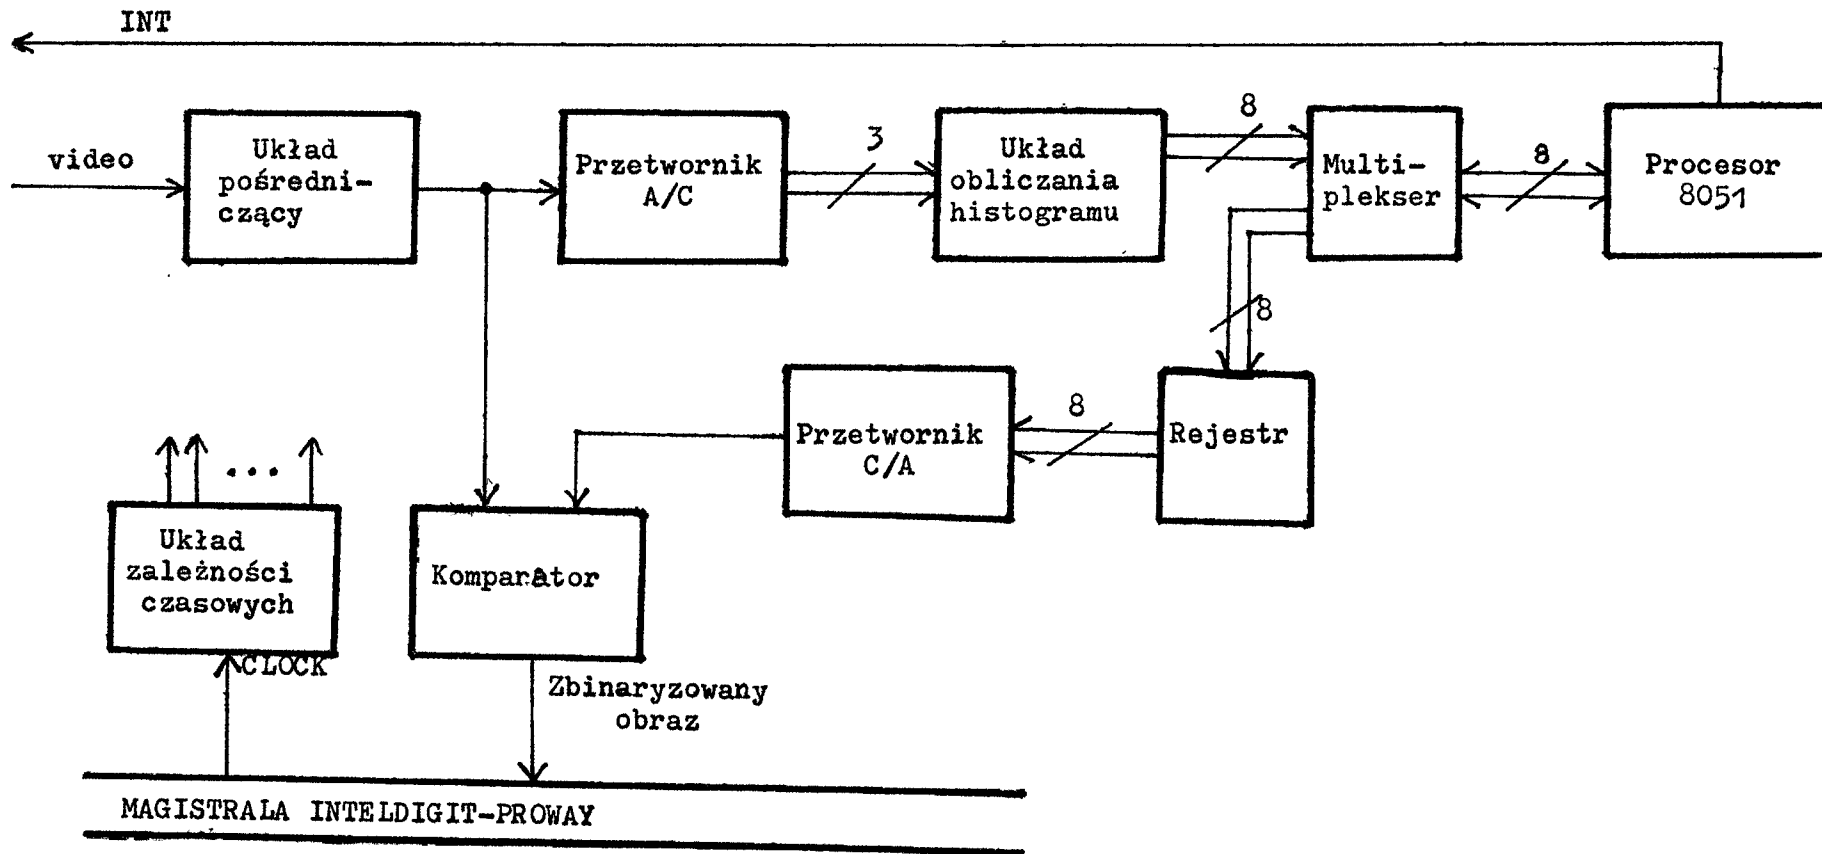 INT
video
Układ
pośredni-
czący
Przetwornik
A/C
3
Układ
obliczania
histogramu
8
Multi-
plekser
8
Procesor
8051
8
Przetwornik
C/A
8
Rejestr
...
Układ
zależności
czasowych
CLOCK
Komparator
Zbinaryzowany
obraz
MAGISTRALA INTELDIGIT-PROWAY